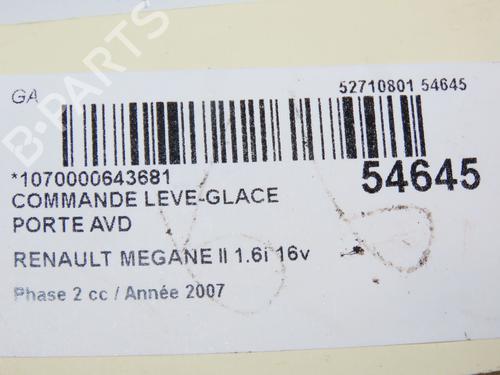 GA
52710801 54645
*1070000643681
54645
COMMANDE LEVE-GLACE
PORTE AVD
RENAULT MEGANE II 1.6i 16v
Phase 2 cc / Année 2007
B-PARTS